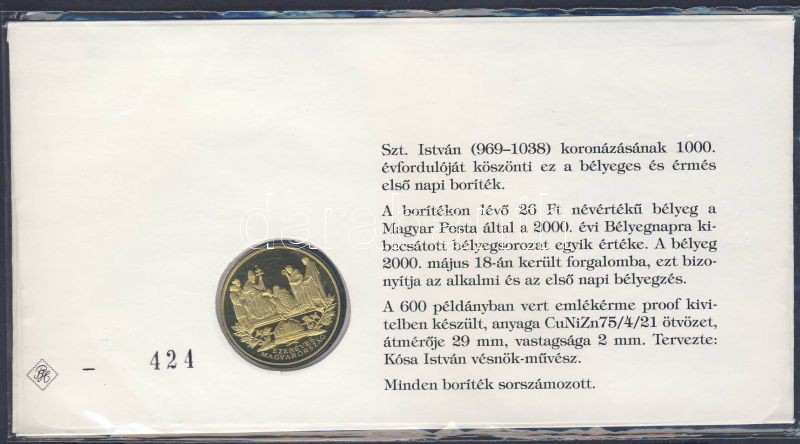 Szt. István (969–1038) koronázásának 1000.
évfordulóját köszönti ez a bélyeges és érmés
első napi boríték.
A borítékon lévő 26 Ft névértékű bélyeg a
Magyar Posta által a 2000. évi Bélyegnapra ki-
bocsátott bélyegsorozat egyik értéke. A bélyeg
2000. május 18-án került forgalomba, ezt bizo-
nyítja az alkalmi és az első napi bélyegzés.
A 600 példányban vert emlékérme proof kivi-
telben készült, anyaga CuNiZn75/4/21 ötvözet,
átmérője 29 mm, vastagsága 2 mm. Tervezte:
Kósa István vésnök-művész.
Minden boríték sorszámozott.
EZERÉVES
MAGYARORSZÁG
– 424